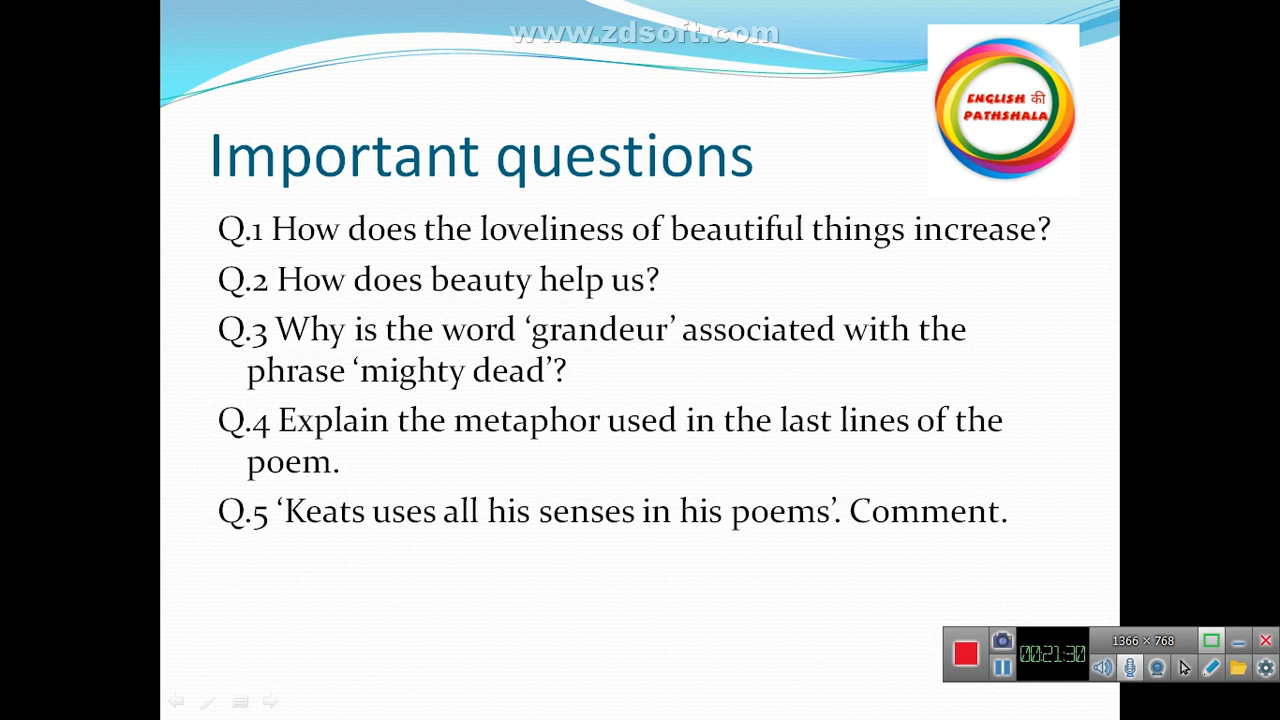 www.zdsoft.com
ENGLISH की
PATHSHALA
Important questions
Q.1 How does the loveliness of beautiful things increase?
Q.2 How does beauty help us?
Q.3 Why is the word ‘grandeur’ associated with the
phrase ‘mighty dead’?
Q.4 Explain the metaphor used in the last lines of the
poem.
Q.5 ‘Keats uses all his senses in his poems’. Comment.
1366 × 768
00:21:30